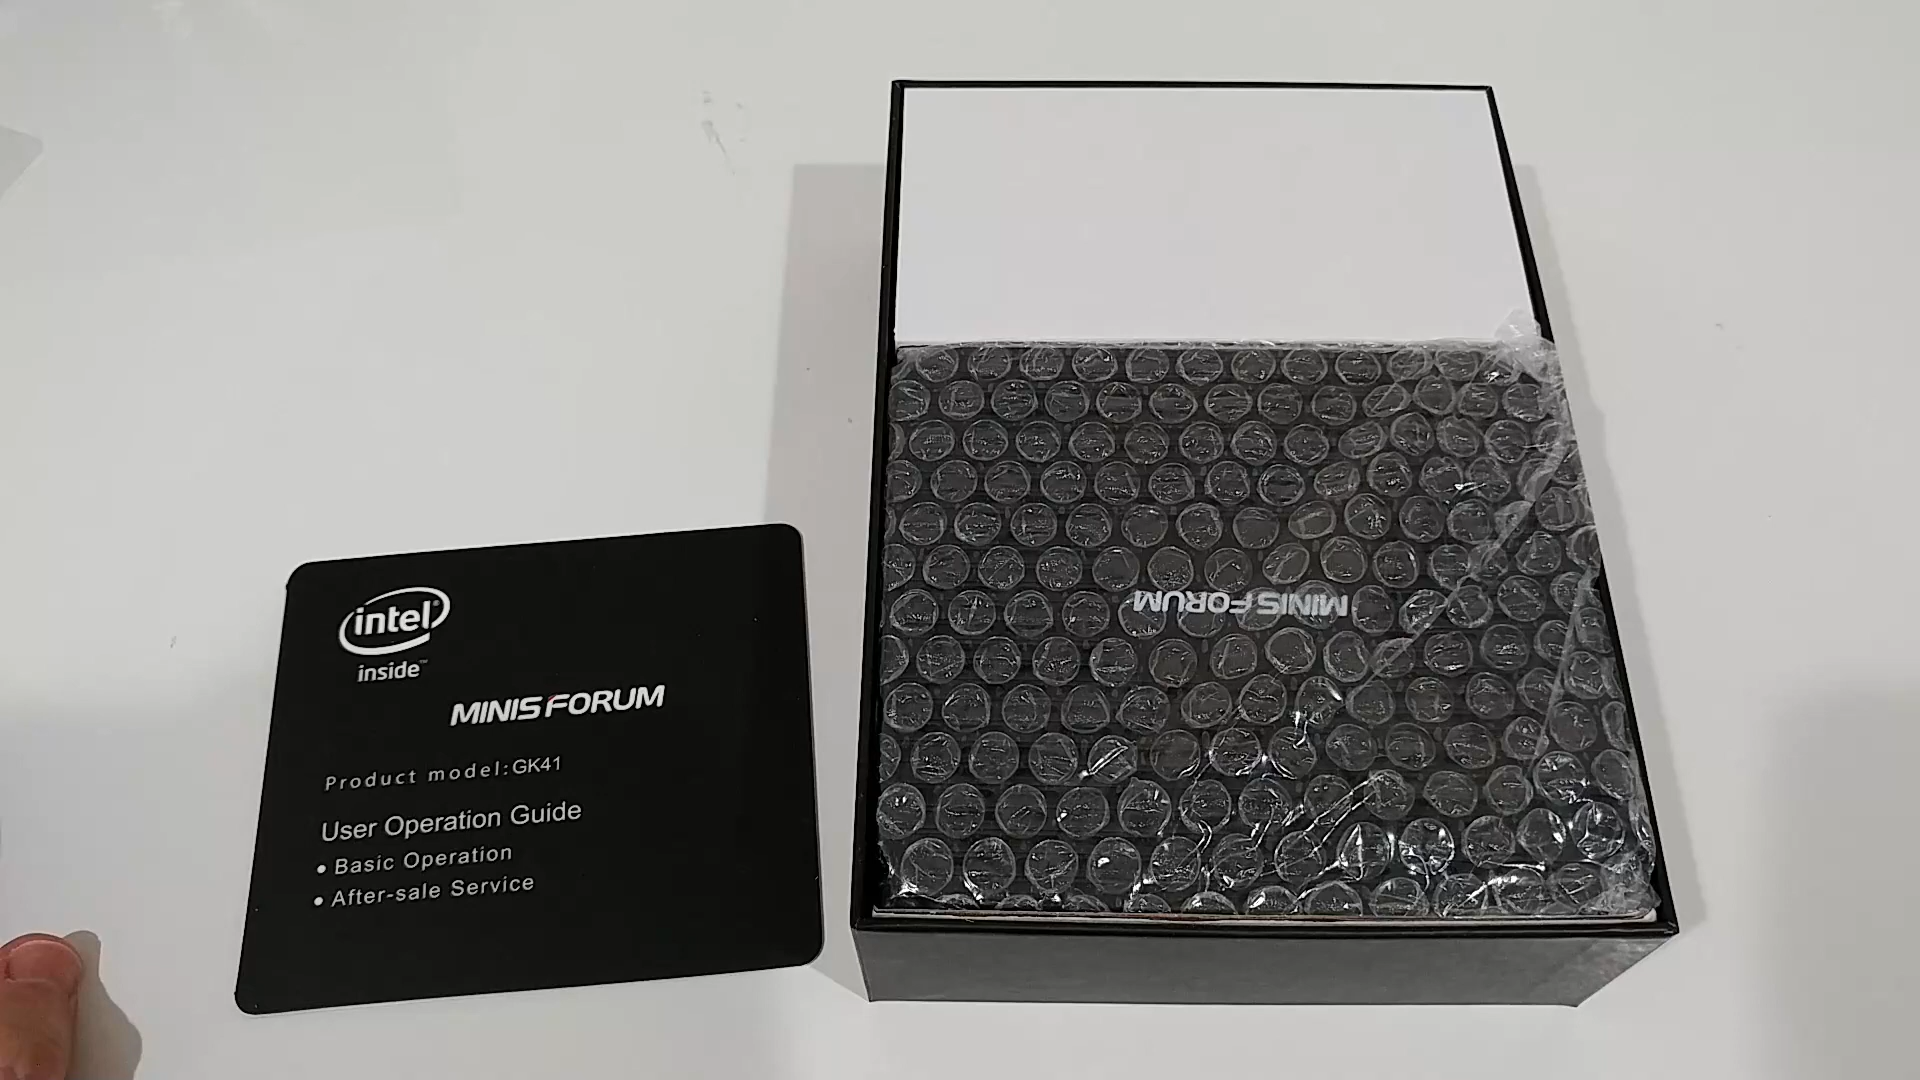 intel
inside™
MINISFORUM
Product model:GK41
User Operation Guide
• Basic Operation
• After-sale Service
MINISFORUM